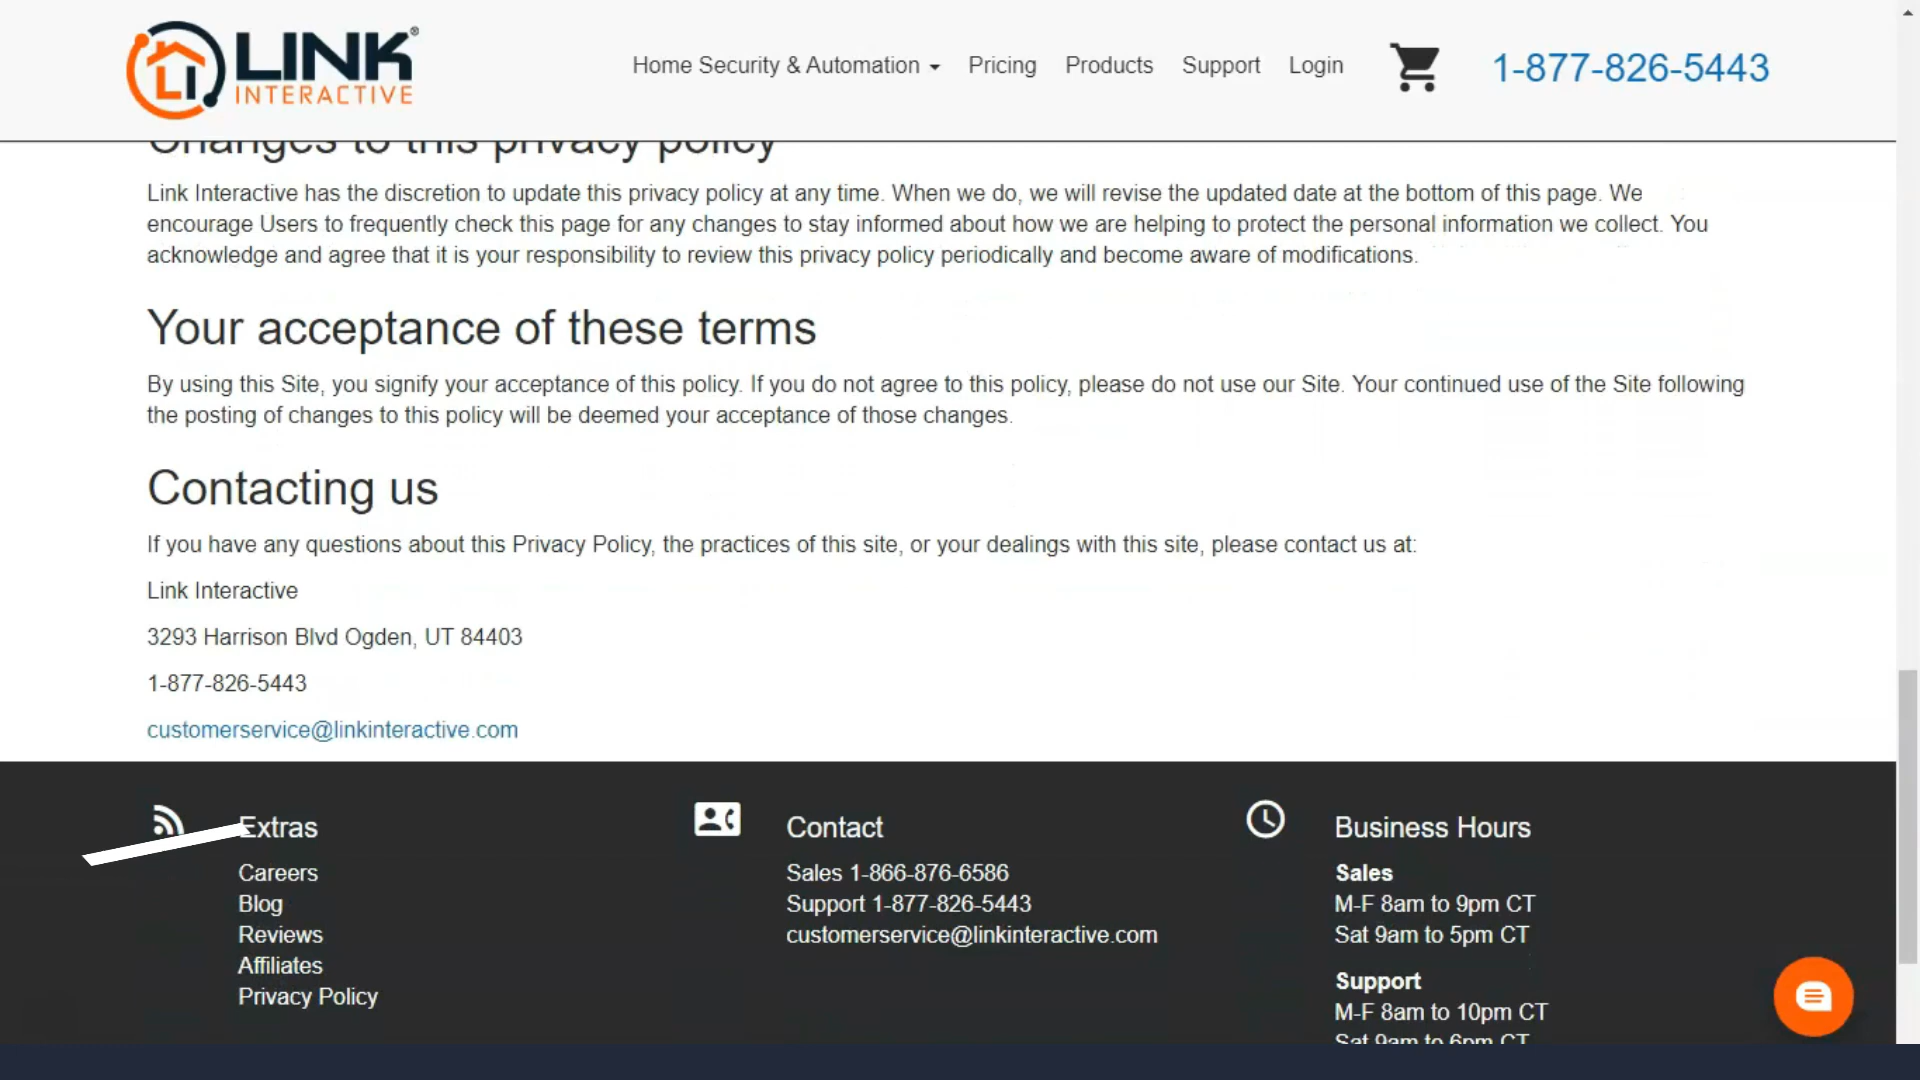 LINK®
INTERACTIVE
Home Security & Automation
Pricing
Products
Support
Login
1-877-826-5443
Changes to this privacy policy
Link Interactive has the discretion to update this privacy policy at any time. When we do, we will revise the updated date at the bottom of this page. We
encourage Users to frequently check this page for any changes to stay informed about how we are helping to protect the personal information we collect. You
acknowledge and agree that it is your responsibility to review this privacy policy periodically and become aware of modifications.
Your acceptance of these terms
By using this Site, you signify your acceptance of this policy. If you do not agree to this policy, please do not use our Site. Your continued use of the Site following
the posting of changes to this policy will be deemed your acceptance of those changes.
Contacting us
If you have any questions about this Privacy Policy, the practices of this site, or your dealings with this site, please contact us at:
Link Interactive
3293 Harrison Blvd Ogden, UT 84403
1-877-826-5443
customerservice@linkinteractive.com
Extras
Careers
Blog
Reviews
Affiliates
Privacy Policy
Contact
Sales 1-866-876-6586
Support 1-877-826-5443
customerservice@linkinteractive.com
Business Hours
Sales
M-F 8am to 9pm CT
Sat 9am to 5pm CT
Support
M-F 8am to 10pm CT
Sat 9am to 6pm CT